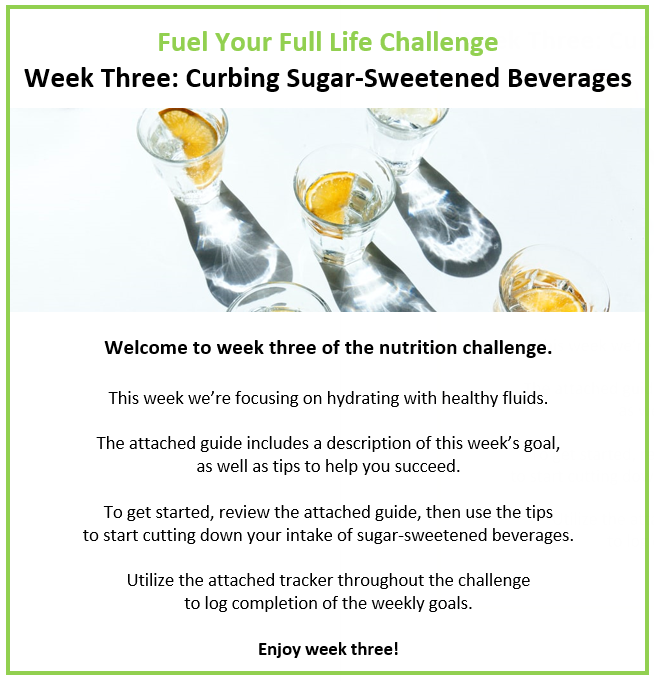 Fuel Your Full Life Challenge
Week Three: Curbing Sugar-Sweetened Beverages
Welcome to week three of the nutrition challenge.
This week we’re focusing on hydrating with healthy fluids.
The attached guide includes a description of this week’s goal,
as well as tips to help you succeed.
To get started, review the attached guide, then use the tips
to start cutting down your intake of sugar-sweetened beverages.
Utilize the attached tracker throughout the challenge
to log completion of the weekly goals.
Enjoy week three!